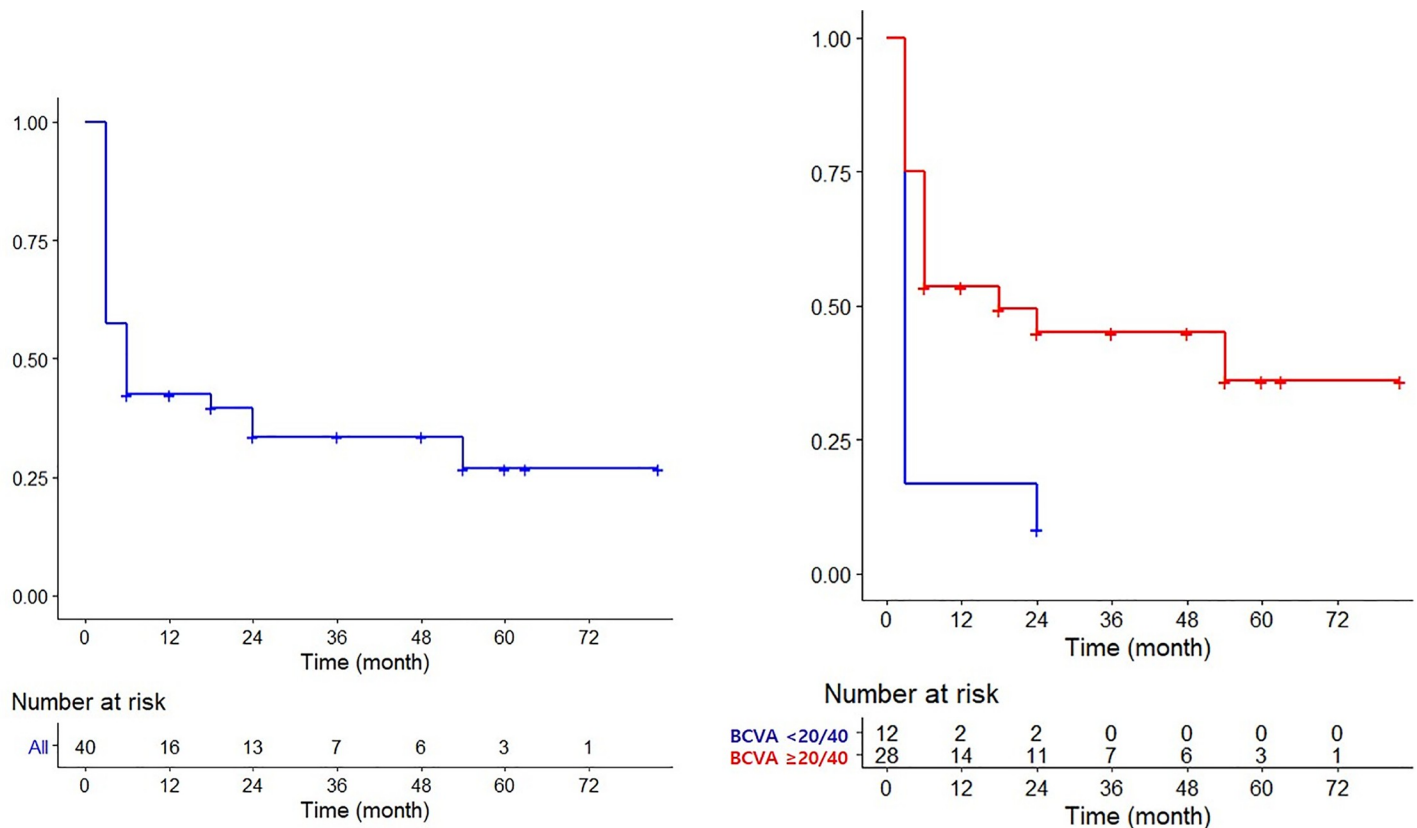 1.00
0.75
0.50
0.25
0.00
0 12 24 36 48 60 72
Time (month)
Number at risk
All 40 16 13 7 6 3 1
0 12 24 36 48 60 72
Time (month)
1.00
0.75
0.50
0.25
0.00
0 12 24 36 48 60 72
Time (month)
Number at risk
BCVA <20/40 12 2 2 0 0 0 0
BCVA ≥20/40 28 14 11 7 6 3 1
0 12 24 36 48 60 72
Time (month)